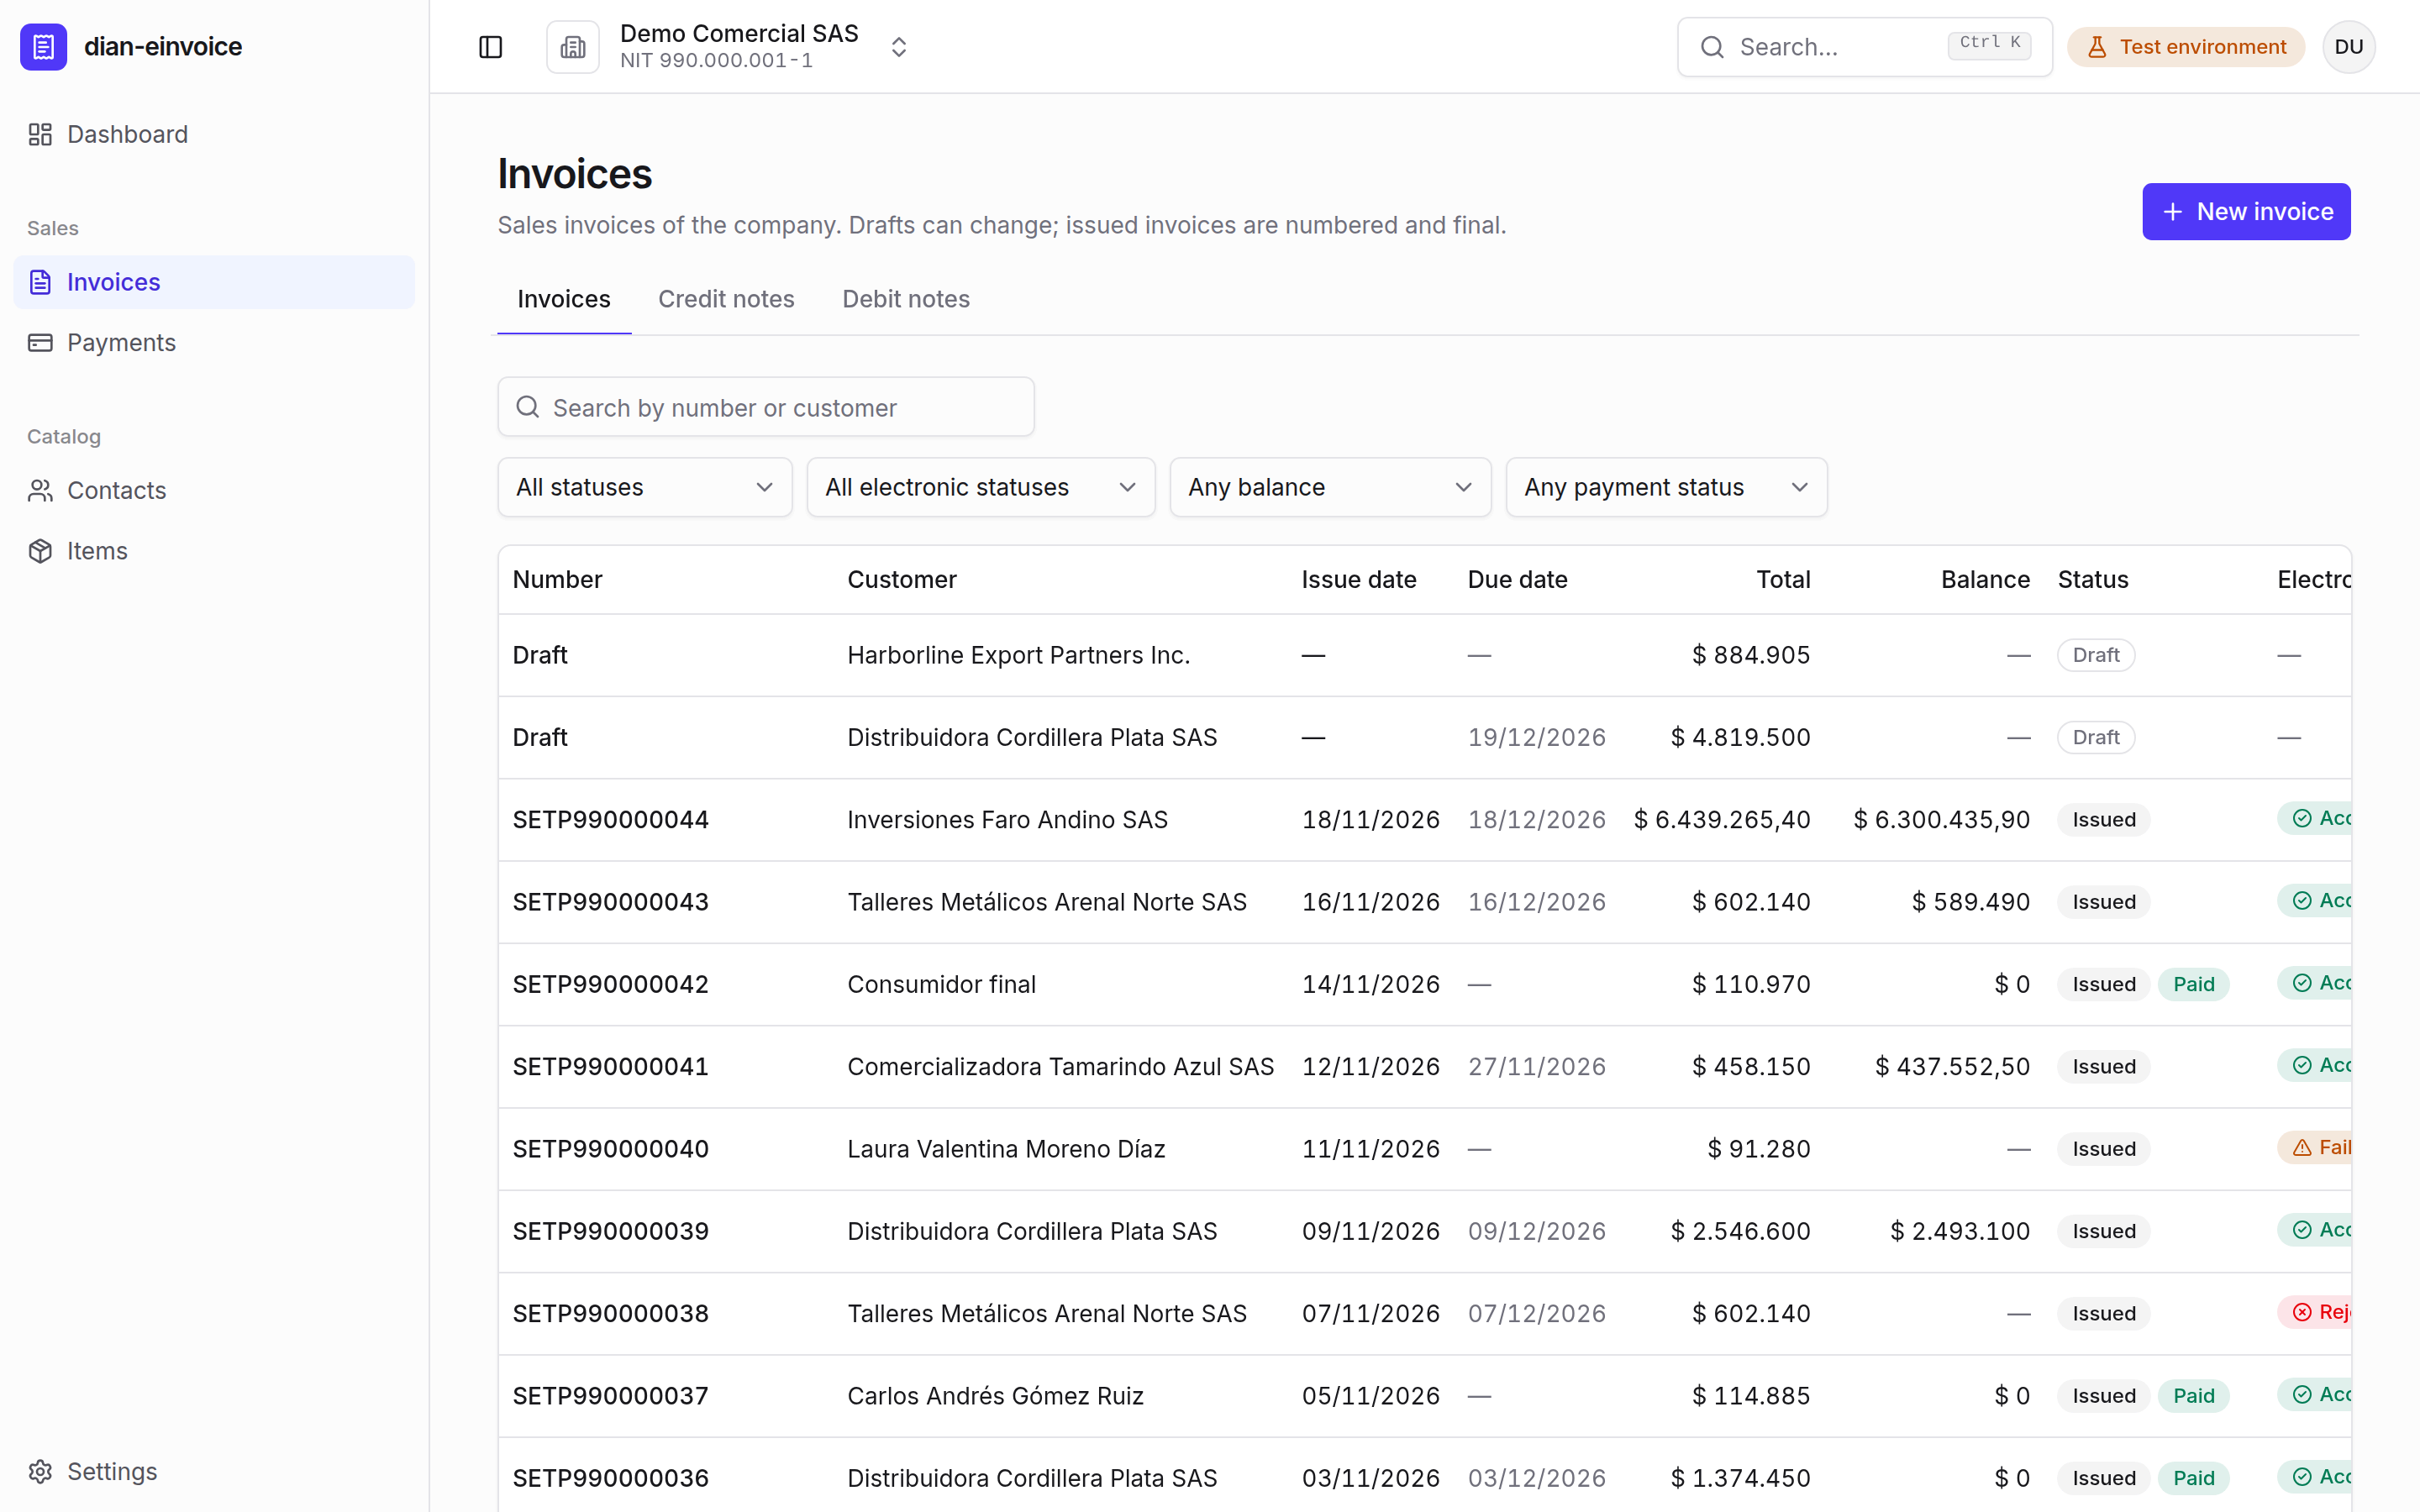 dian-einvoice
Demo Comercial SAS
NIT 990.000.001-1
Search...
Ctrl K
Test environment
DU
Dashboard
Sales
Invoices
Payments
Catalog
Contacts
Items
Settings
Invoices
Sales invoices of the company. Drafts can change; issued invoices are numbered and final.
New invoice
Invoices Credit notes Debit notes
Search by number or customer
All statuses All electronic statuses Any balance Any payment status
Number Customer Issue date Due date Total Balance Status Electro
Draft Harborline Export Partners Inc. — — $ 884.905 — Draft —
Draft Distribuidora Cordillera Plata SAS — 19/12/2026 $ 4.819.500 — Draft —
SETP990000044 Inversiones Faro Andino SAS 18/11/2026 18/12/2026 $ 6.439.265,40 $ 6.300.435,90 Issued Acc
SETP990000043 Talleres Metálicos Arenal Norte SAS 16/11/2026 16/12/2026 $ 602.140 $ 589.490 Issued Acc
SETP990000042 Consumidor final 14/11/2026 — $ 110.970 $ 0 Issued Paid Acc
SETP990000041 Comercializadora Tamarindo Azul SAS 12/11/2026 27/11/2026 $ 458.150 $ 437.552,50 Issued Acc
SETP990000040 Laura Valentina Moreno Díaz 11/11/2026 — $ 91.280 — Issued Fail
SETP990000039 Distribuidora Cordillera Plata SAS 09/11/2026 09/12/2026 $ 2.546.600 $ 2.493.100 Issued Acc
SETP990000038 Talleres Metálicos Arenal Norte SAS 07/11/2026 07/12/2026 $ 602.140 — Issued Rej
SETP990000037 Carlos Andrés Gómez Ruiz 05/11/2026 — $ 114.885 $ 0 Issued Paid Acc
SETP990000036 Distribuidora Cordillera Plata SAS 03/11/2026 03/12/2026 $ 1.374.450 $ 0 Issued Paid Acc